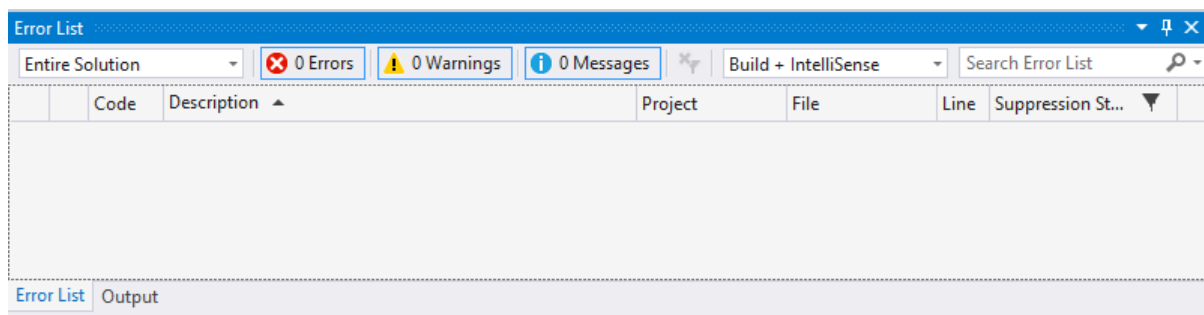 Error List
Entire Solution 0 Errors 0 Warnings 0 Messages Build + IntelliSense Search Error List
Code Description Project File Line Suppression St...
Error List Output